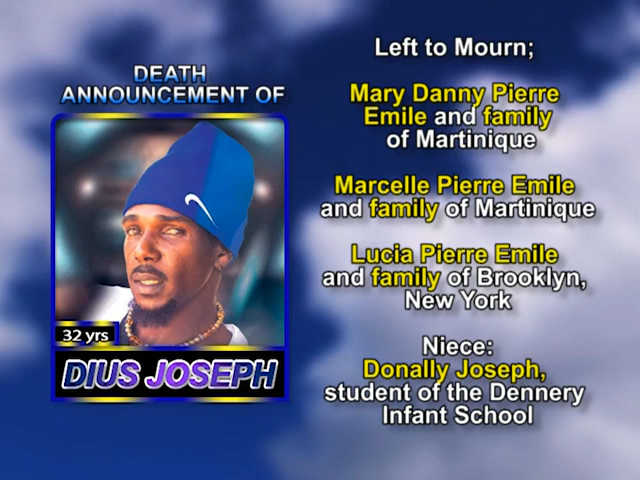 DEATH
ANNOUNCEMENT OF
32 yrs
DIUS JOSEPH
Left to Mourn;
Mary Danny Pierre
Emile and family
of Martinique
Marcelle Pierre Emile
and family of Martinique
Lucia Pierre Emile
and family of Brooklyn,
New York
Niece:
Donally Joseph,
student of the Dennery
Infant School